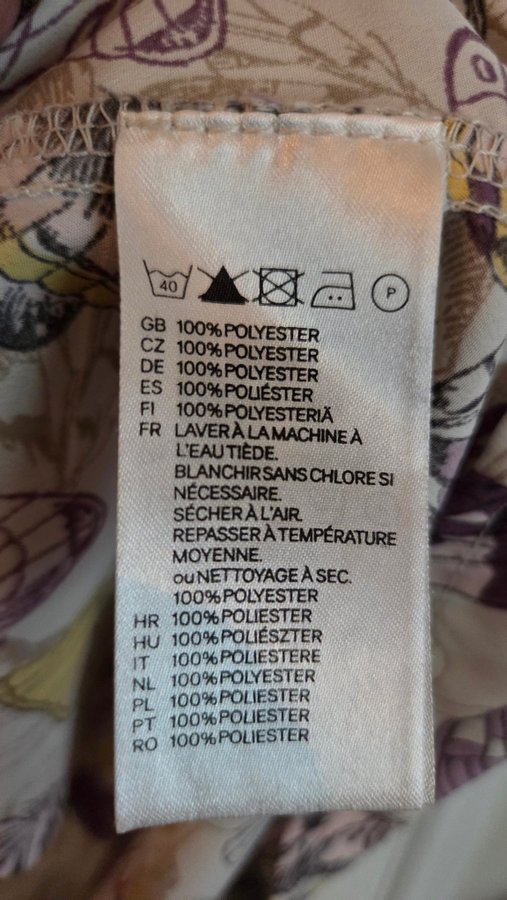 40
P
GB 100% POLYESTER
CZ 100% POLYESTER
DE 100% POLYESTER
ES 100% POLIÉSTER
FI 100% POLYESTERIÄ
FR LAVER À LA MACHINE À
L'EAU TIÈDE.
BLANCHIR SANS CHLORE SI
NÉCESSAIRE.
SÉCHER À L'AIR.
REPASSER À TEMPÉRATURE
MOYENNE.
ou NETTOYAGE À SEC.
100% POLYESTER
HR 100% POLIESTER
HU 100% POLIÉSZTER
IT 100% POLIESTERE
NL 100% POLYESTER
PL 100% POLIESTER
PT 100% POLIÉSTER
RO 100% POLIESTER